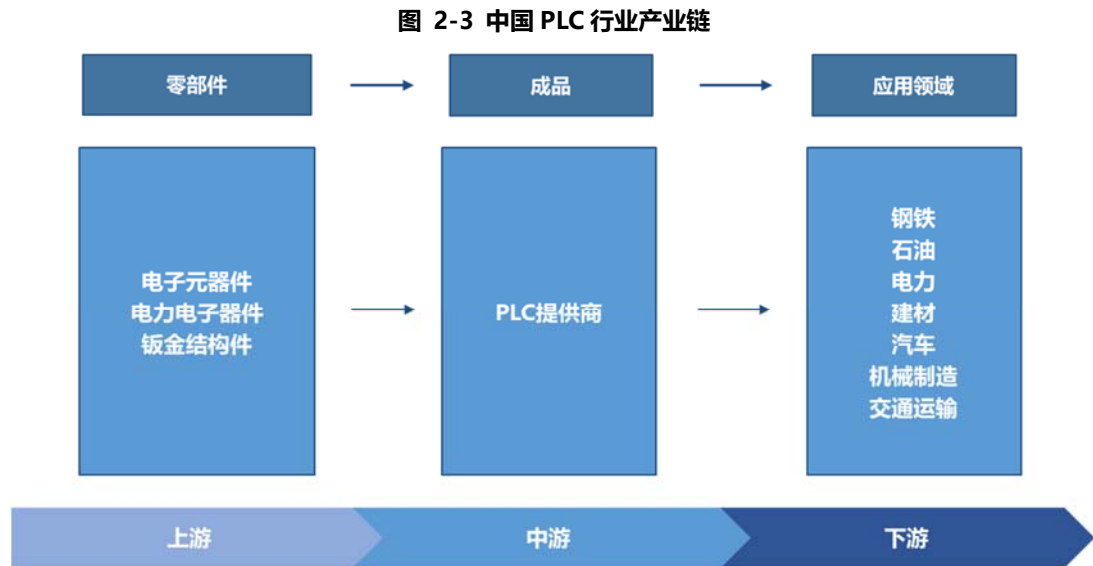 图 2-3 中国 PLC 行业产业链
零部件
成品
应用领域
电子元器件
电力电子器件
钣金结构件
PLC提供商
钢铁
石油
电力
建材
汽车
机械制造
交通运输
上游
中游
下游